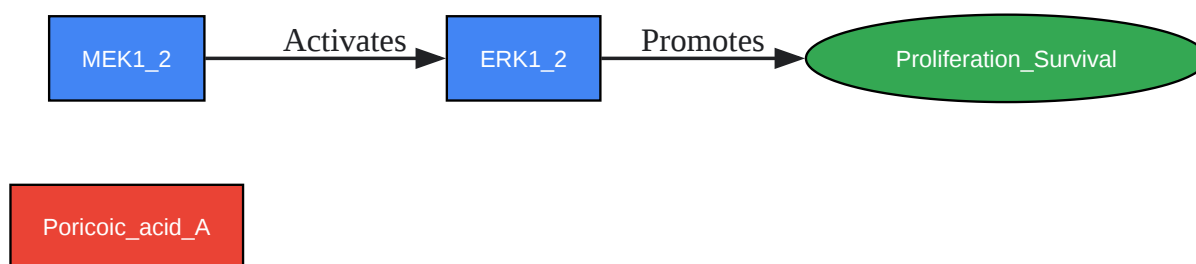 MEK1_2
Activates
ERK1_2
Promotes
Proliferation_Survival
Poricoic_acid_A